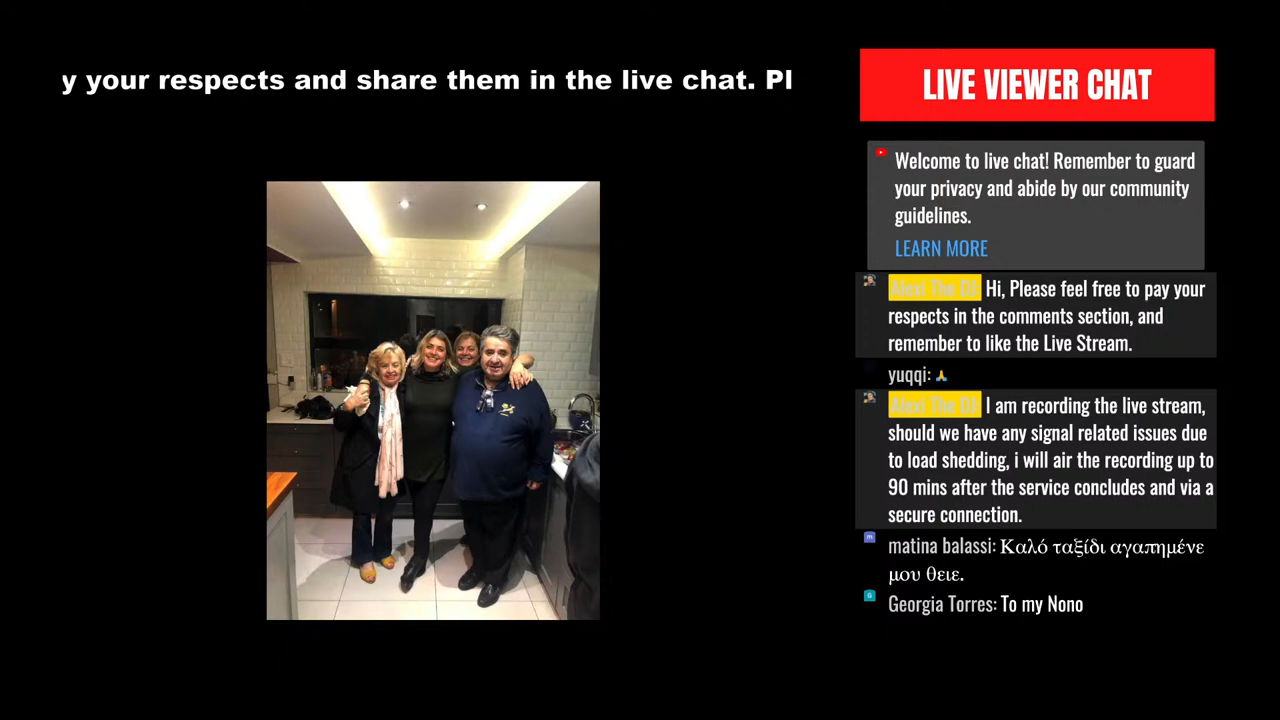 y your respects and share them in the live chat. Pl
LIVE VIEWER CHAT
Welcome to live chat! Remember to guard
your privacy and abide by our community
guidelines.
LEARN MORE
Alexi The DJ: Hi, Please feel free to pay your
respects in the comments section, and
remember to like the Live Stream.
yuqqi: 🙏
Alexi The DJ: I am recording the live stream,
should we have any signal related issues due
to load shedding, i will air the recording up to
90 mins after the service concludes and via a
secure connection.
m
matina balassi: Καλό ταξίδι αγαπημένε
μου θειε.
G
Georgia Torres: To my Nono